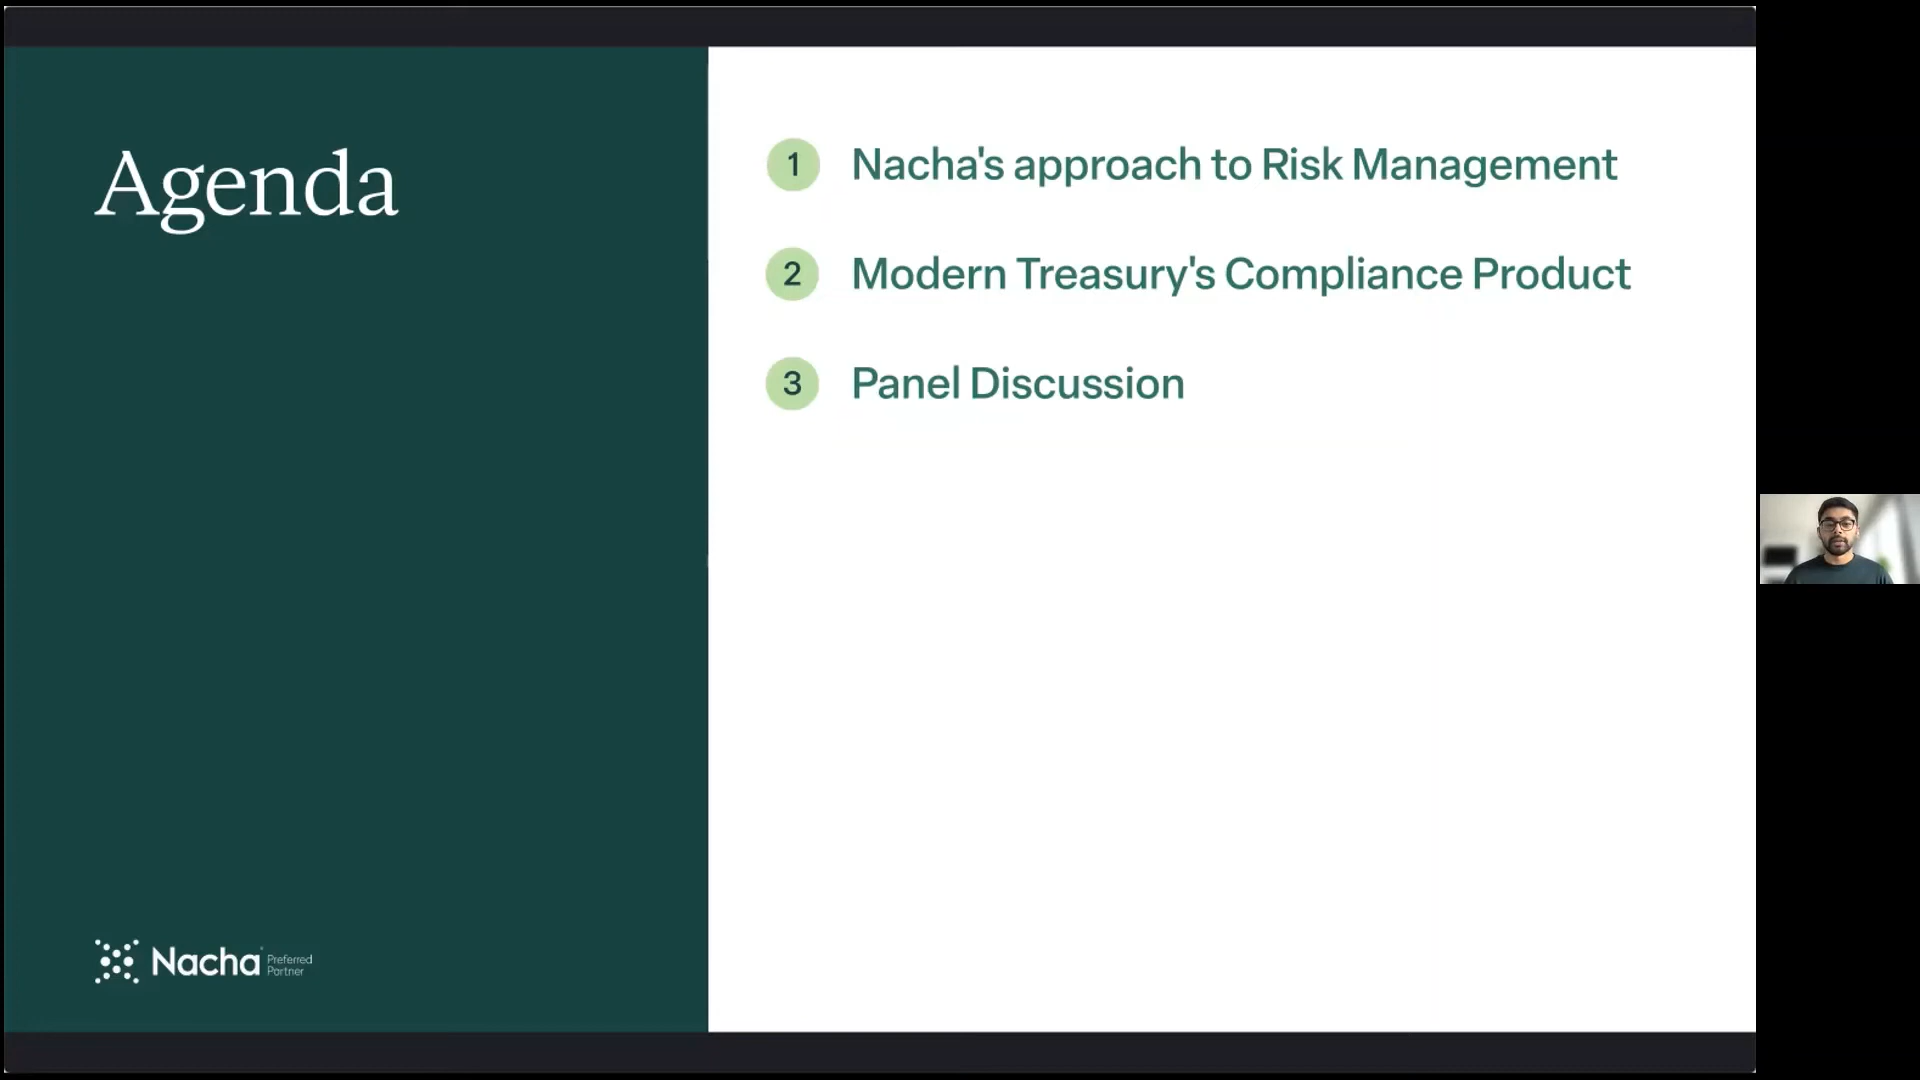 Agenda
1 Nacha's approach to Risk Management
2 Modern Treasury's Compliance Product
3 Panel Discussion
Nacha Preferred
Partner